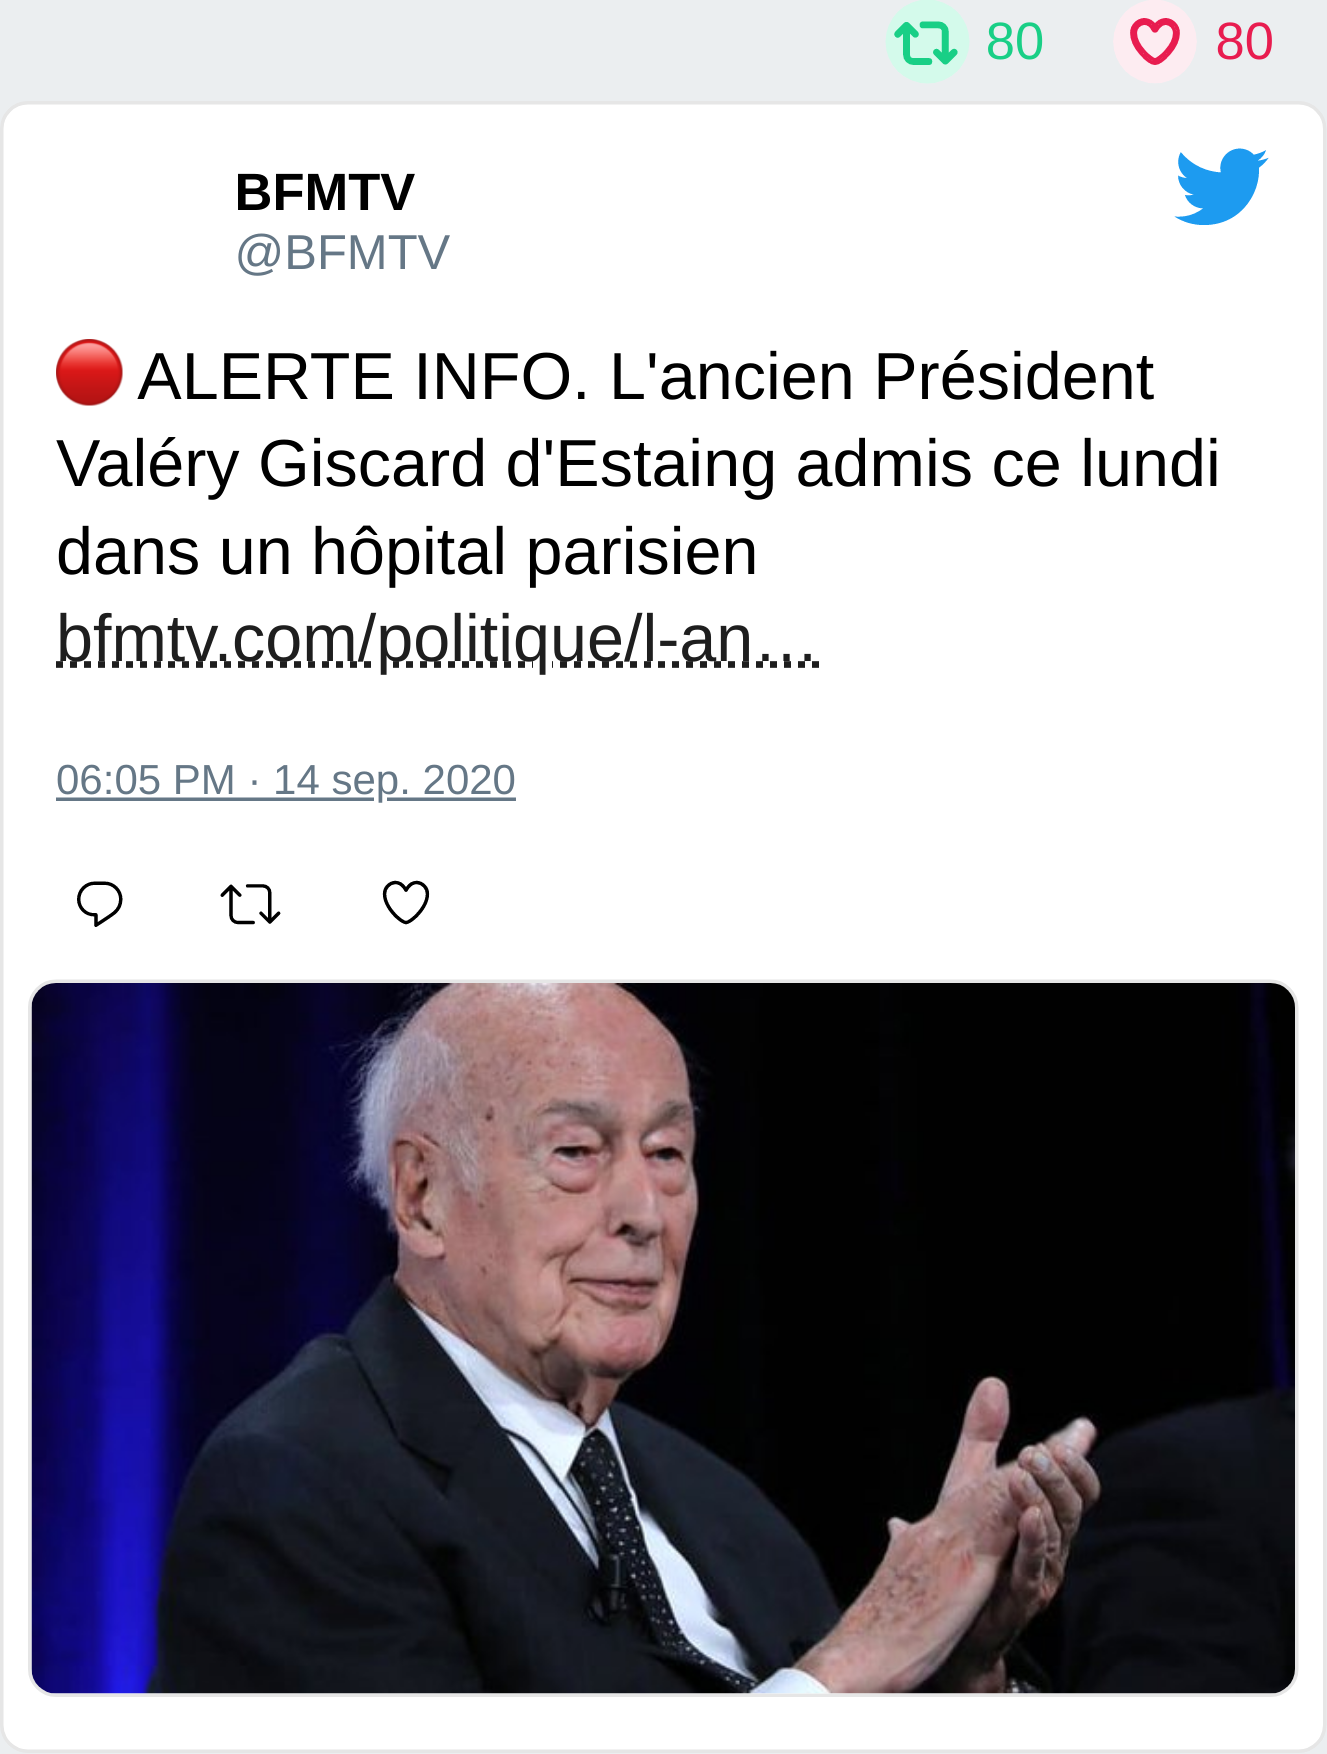 80 80
BFMTV
@BFMTV
🔴 ALERTE INFO. L'ancien Président
Valéry Giscard d'Estaing admis ce lundi
dans un hôpital parisien
bfmtv.com/politique/l-an…
06:05 PM · 14 sep. 2020